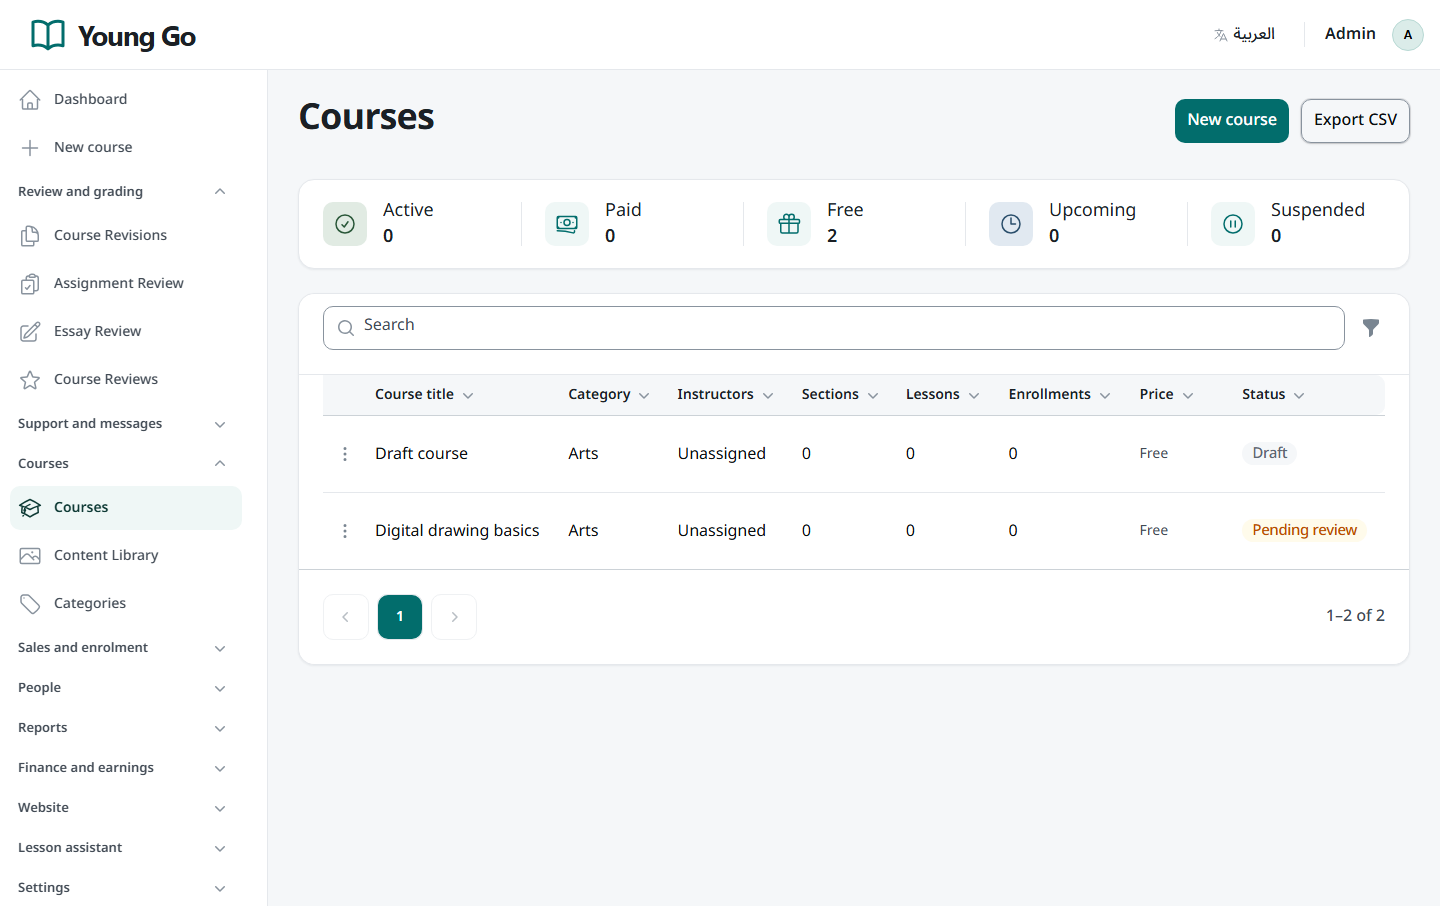 Young Go
العربية
Admin
A
Dashboard
New course
Review and grading
Course Revisions
Assignment Review
Essay Review
Course Reviews
Support and messages
Courses
Courses
Content Library
Categories
Sales and enrolment
People
Reports
Finance and earnings
Website
Lesson assistant
Settings
Courses
New course
Export CSV
Active
0
Paid
0
Free
2
Upcoming
0
Suspended
0
Search
Course title Category Instructors Sections Lessons Enrollments Price Status
Draft course Arts Unassigned 0 0 0 Free Draft
Digital drawing basics Arts Unassigned 0 0 0 Free Pending review
1
1–2 of 2